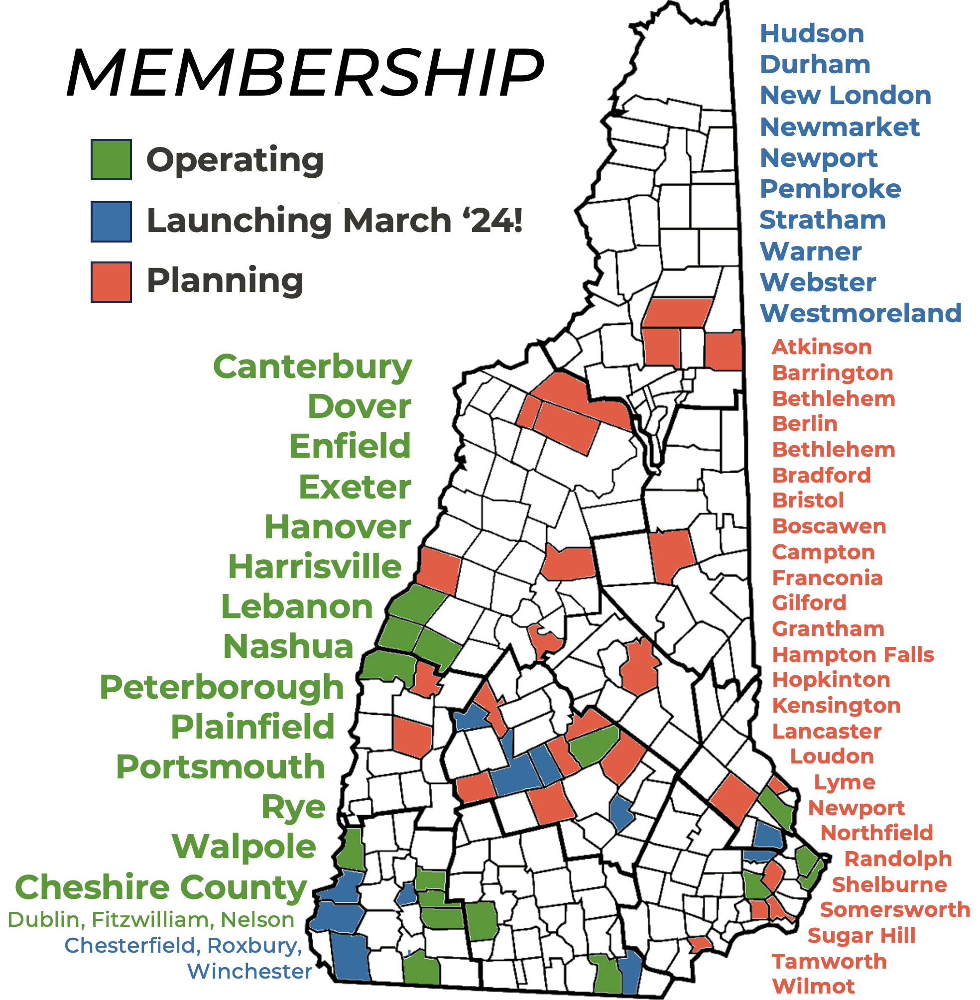 MEMBERSHIP
Operating
Launching March ‘24!
Planning
Canterbury
Dover
Enfield
Exeter
Hanover
Harrisville
Lebanon
Nashua
Peterborough
Plainfield
Portsmouth
Rye
Walpole
Cheshire County
Dublin, Fitzwilliam, Nelson
Chesterfield, Roxbury,
Winchester
Hudson
Durham
New London
Newmarket
Newport
Pembroke
Stratham
Warner
Webster
Westmoreland
Atkinson
Barrington
Bethlehem
Berlin
Bethlehem
Bradford
Bristol
Boscawen
Campton
Franconia
Gilford
Grantham
Hampton Falls
Hopkinton
Kensington
Lancaster
Loudon
Lyme
Newport
Northfield
Randolph
Shelburne
Somersworth
Sugar Hill
Tamworth
Wilmot